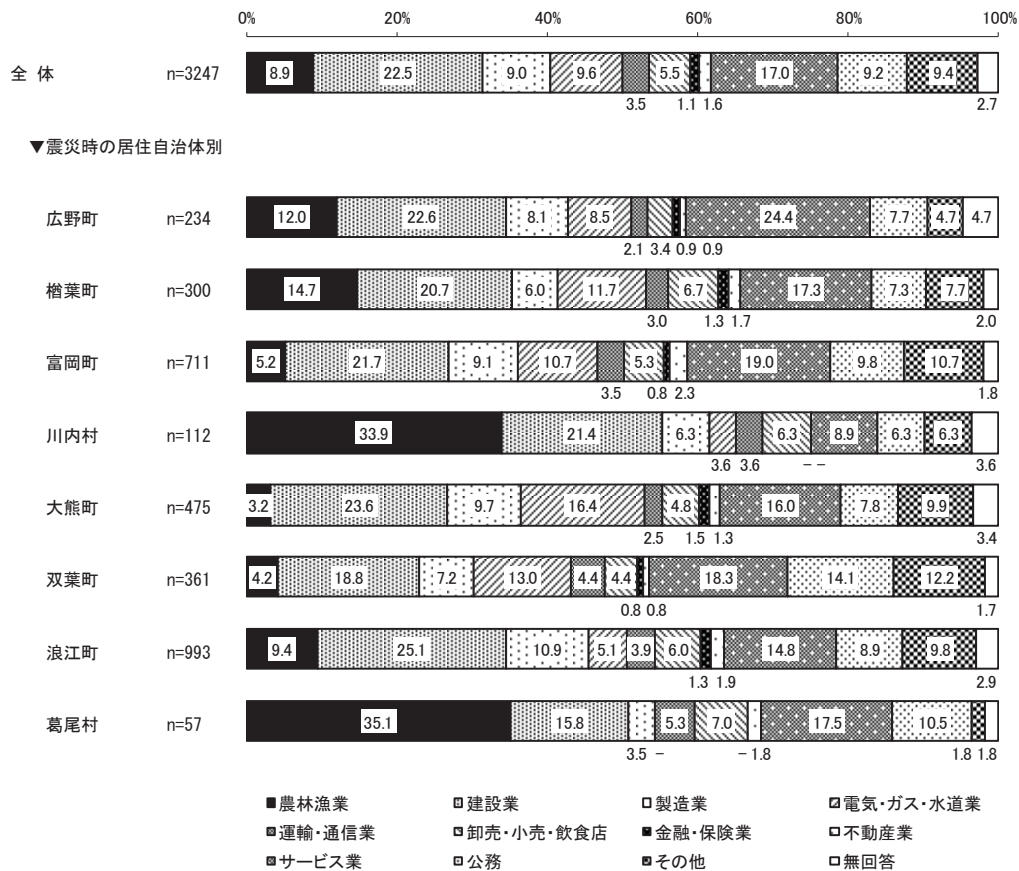 0% 20% 40% 60% 80% 100%
全 体 n=3247 8.9 22.5 9.0 9.6 5.5 17.0 9.2 9.4
3.5 1.1 1.6 2.7
▼震災時の居住自治体別
広野町 n=234 12.0 22.6 8.1 8.5 24.4 7.7 4.7 4.7
2.1 3.4 0.9 0.9
楢葉町 n=300 14.7 20.7 6.0 11.7 6.7 17.3 7.3 7.7
3.0 1.3 1.7 2.0
富岡町 n=711 5.2 21.7 9.1 10.7 5.3 19.0 9.8 10.7
3.5 0.8 2.3 1.8
川内村 n=112 33.9 21.4 6.3 6.3 8.9 6.3 6.3
3.6 3.6 – – 3.6
大熊町 n=475 3.2 23.6 9.7 16.4 4.8 16.0 7.8 9.9
2.5 1.5 1.3 3.4
双葉町 n=361 4.2 18.8 7.2 13.0 4.4 4.4 18.3 14.1 12.2
0.8 0.8 1.7
浪江町 n=993 9.4 25.1 10.9 5.1 3.9 6.0 14.8 8.9 9.8
1.3 1.9 2.9
葛尾村 n=57 35.1 15.8 5.3 7.0 17.5 10.5
3.5 – – 1.8 1.8 1.8
■農林漁業 □建設業 □製造業 □電気・ガス・水道業
■運輸・通信業 □卸売・小売・飲食店 ■金融・保険業 □不動産業
■サービス業 □公務 ■その他 □無回答